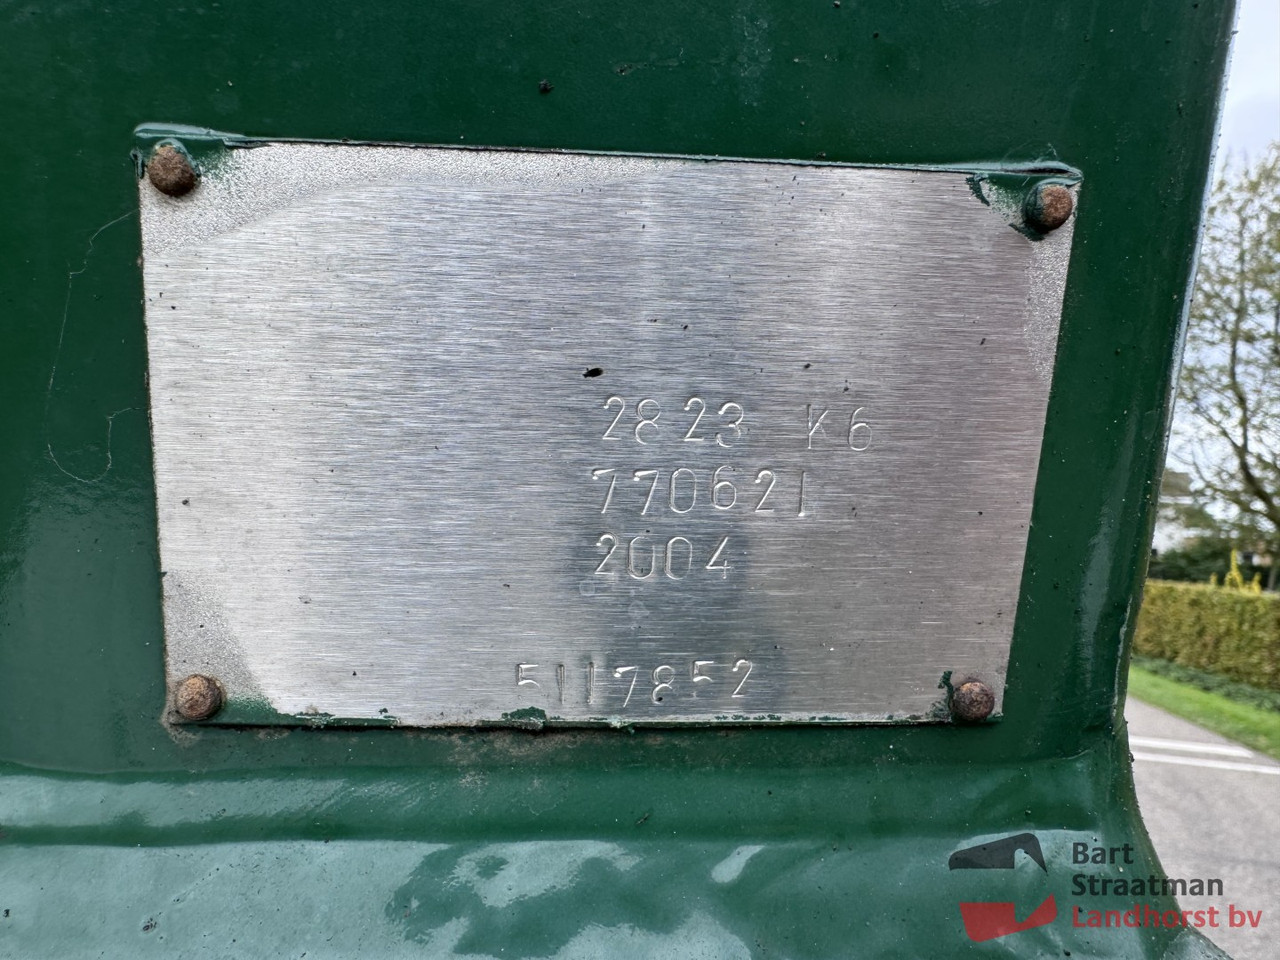 2823 K6
770621
2004
5117852
Bart
Straatman
Landhorst bv